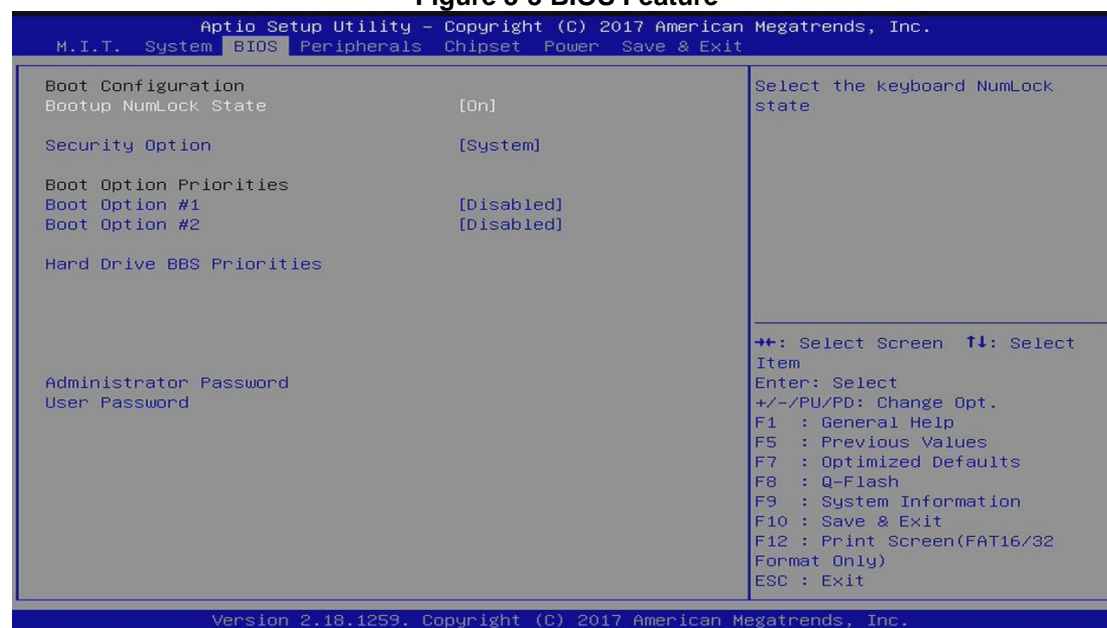 Figure 3-3 BIOS Feature
Aptio Setup Utility – Copyright (C) 2017 American Megatrends, Inc.
M.I.T. System BIOS Peripherals Chipset Power Save & Exit
Boot Configuration
Bootup NumLock State [On]
Security Option [System]
Boot Option Priorities
Boot Option #1 [Disabled]
Boot Option #2 [Disabled]
Hard Drive BBS Priorities
Administrator Password
User Password
Select the keyboard NumLock
state
→←: Select Screen ↑↓: Select
Item
Enter: Select
+/-/PU/PD: Change Opt.
F1 : General Help
F5 : Previous Values
F7 : Optimized Defaults
F8 : Q-Flash
F9 : System Information
F10 : Save & Exit
F12 : Print Screen(FAT16/32
Format Only)
ESC : Exit
Version 2.18.1259. Copyright (C) 2017 American Megatrends, Inc.